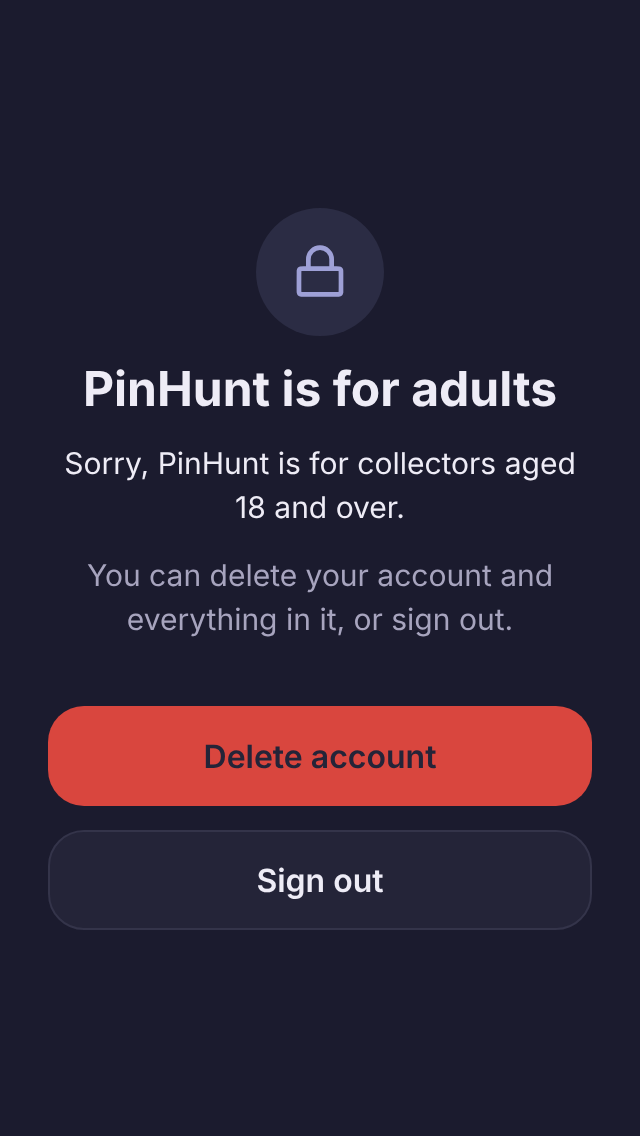 PinHunt is for adults
Sorry, PinHunt is for collectors aged
18 and over.
You can delete your account and
everything in it, or sign out.
Delete account
Sign out